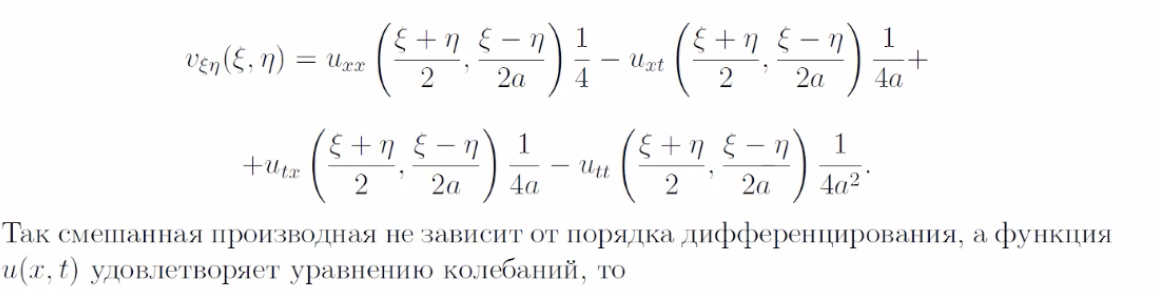 v_{ξη}(ξ, η) = u_{xx} ((ξ + η)/2, (ξ − η)/2a) 1/4 − u_{xt} ((ξ + η)/2, (ξ − η)/2a) 1/4a +
+u_{tx} ((ξ + η)/2, (ξ − η)/2a) 1/4a − u_{tt} ((ξ + η)/2, (ξ − η)/2a) 1/4a².
Так смешанная производная не зависит от порядка дифференцирования, а функция
u(x, t) удовлетворяет уравнению колебаний, то